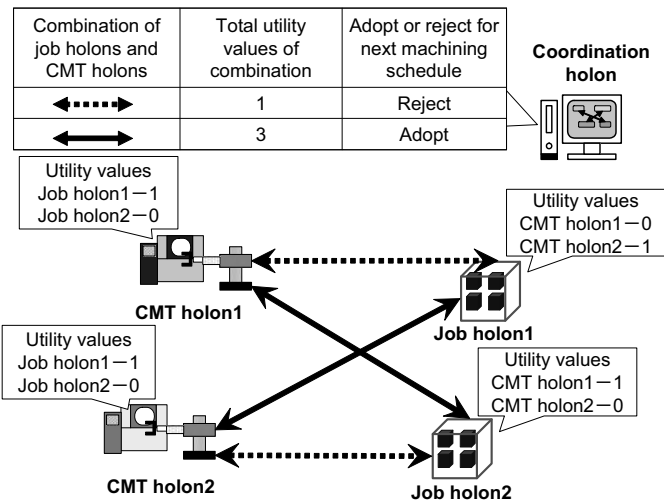 Combination of
job holons and
CMT holons
Total utility
values of
combination
Adopt or reject for
next machining
schedule
1
Reject
3
Adopt
Coordination
holon
Utility values
Job holon1－1
Job holon2－0
CMT holon1
Utility values
CMT holon1－0
CMT holon2－1
Job holon1
Utility values
Job holon1－1
Job holon2－0
CMT holon2
Utility values
CMT holon1－1
CMT holon2－0
Job holon2